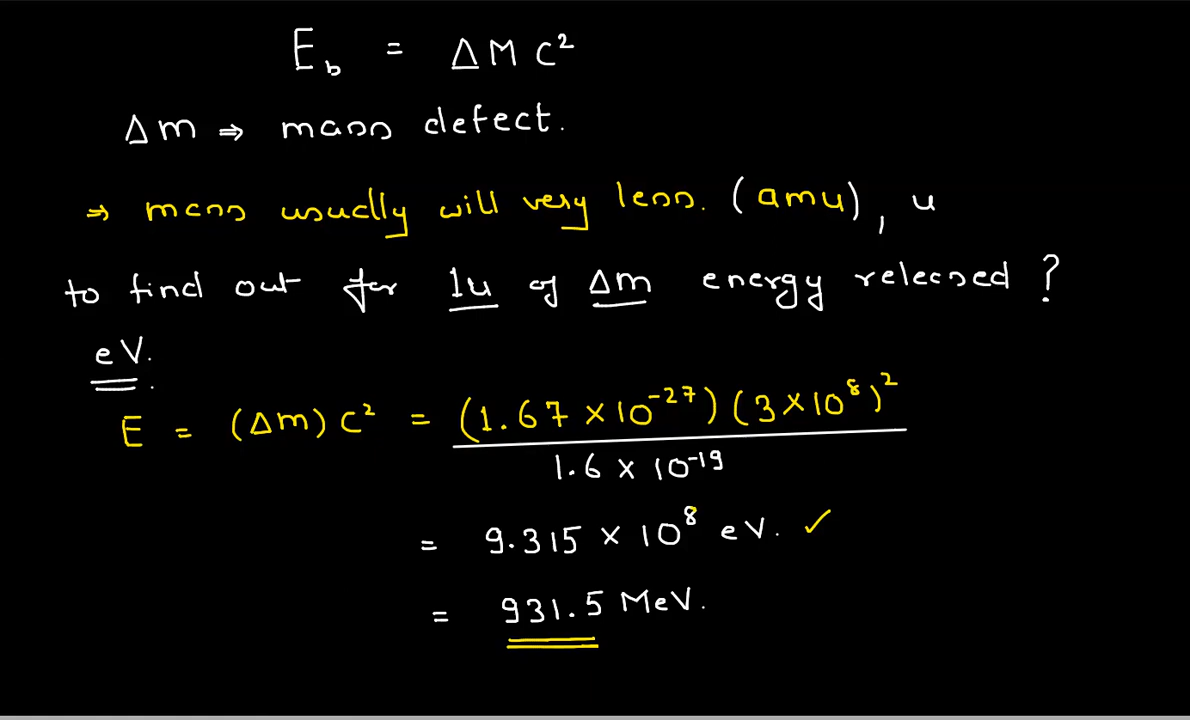 E_b = ΔM C²
Δm ⇒ mass defect.
⇒ mass usually will very less. (amu), u
to find out for 1u of Δm energy released ?
eV.
E = (Δm) C² = (1.67 × 10⁻²⁷) (3 × 10⁸)²
1.6 × 10⁻¹⁹
= 9.315 × 10⁸ eV. ✓
= 931.5 MeV.